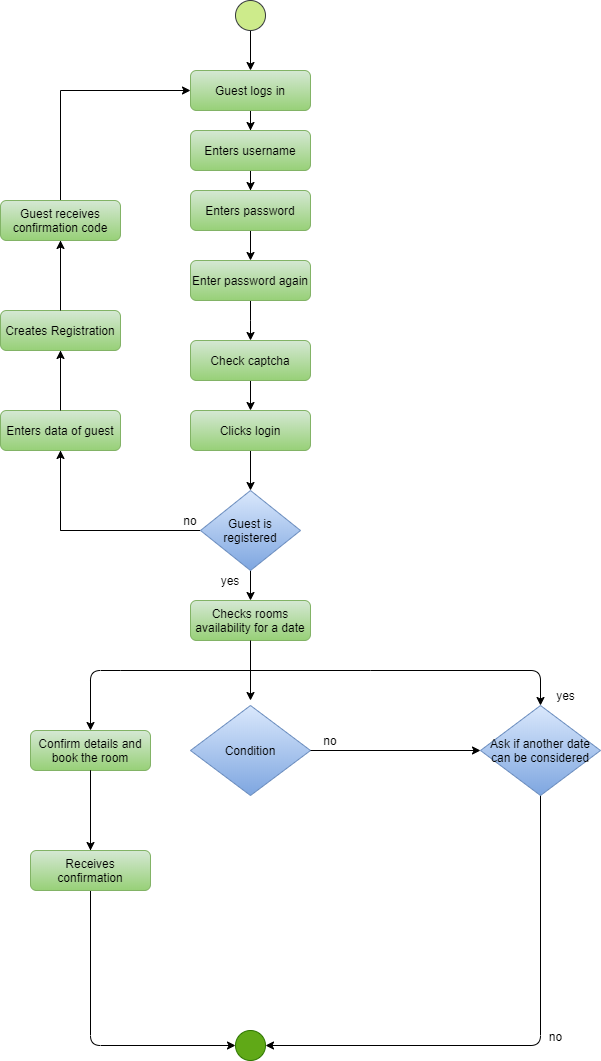 Guest logs in
Enters username
Enters password
Enter password again
Check captcha
Clicks login
Guest is
registered
no
Enters data of guest
Creates Registration
Guest receives
confirmation code
yes
Checks rooms
availability for a date
Confirm details and
book the room
Receives
confirmation
Condition
no
yes
Ask if another date
can be considered
no